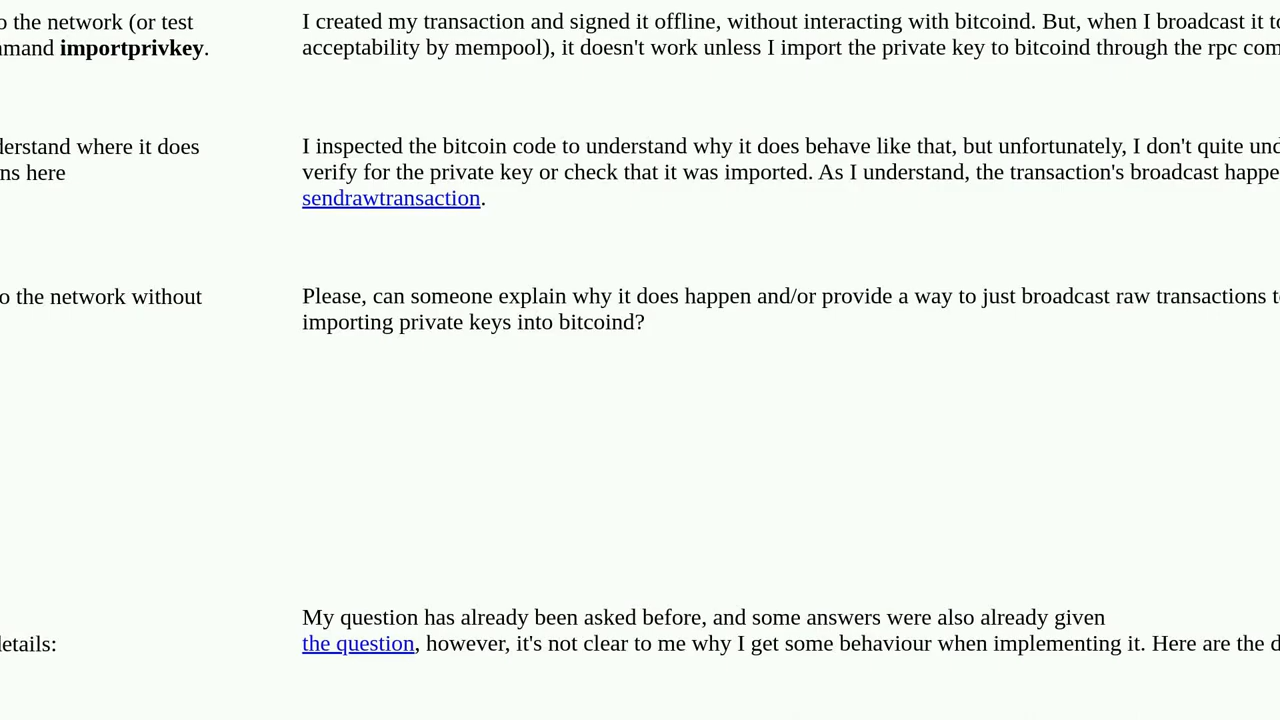 o the network (or test
mmand importprivkey.
I created my transaction and signed it offline, without interacting with bitcoind. But, when I broadcast it t
acceptability by mempool), it doesn't work unless I import the private key to bitcoind through the rpc com
derstand where it does
ns here
I inspected the bitcoin code to understand why it does behave like that, but unfortunately, I don't quite und
verify for the private key or check that it was imported. As I understand, the transaction's broadcast happe
sendrawtransaction.
o the network without
Please, can someone explain why it does happen and/or provide a way to just broadcast raw transactions t
importing private keys into bitcoind?
details:
My question has already been asked before, and some answers were also already given
the question, however, it's not clear to me why I get some behaviour when implementing it. Here are the d